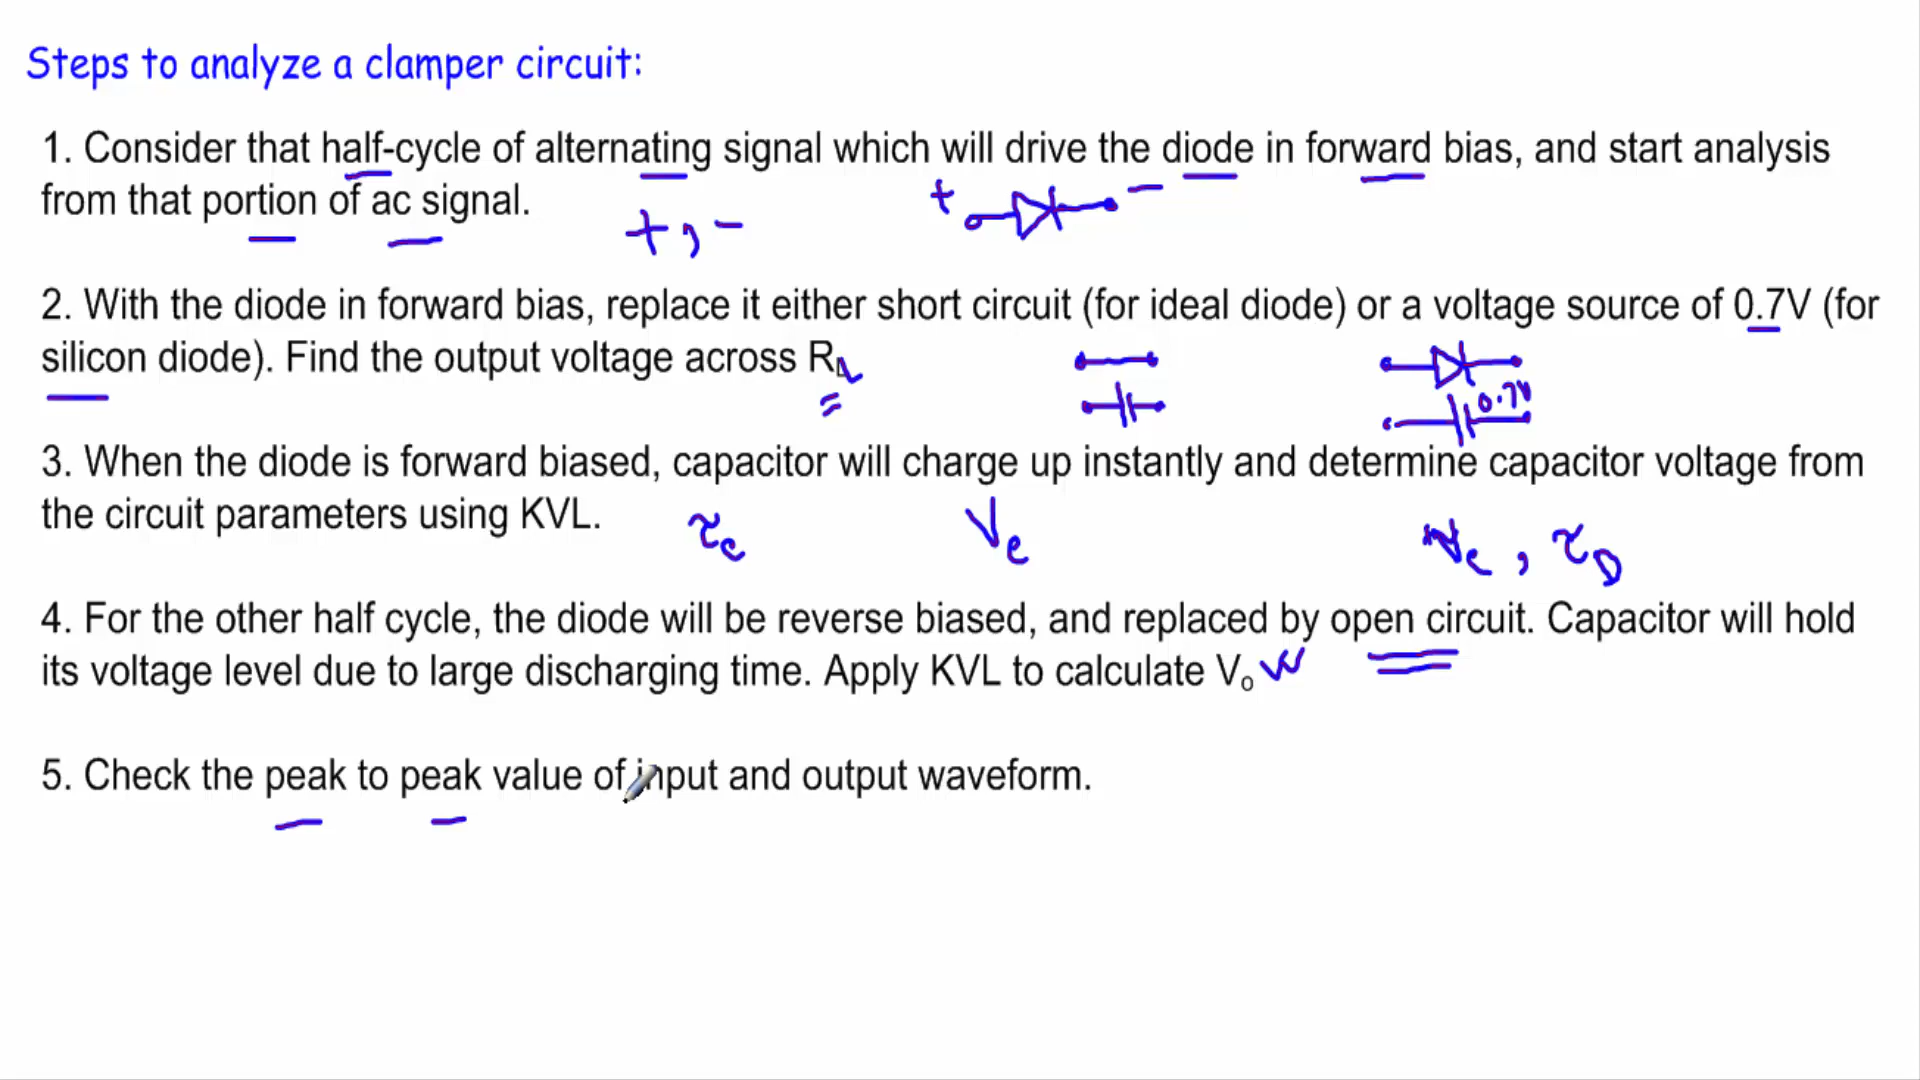 Steps to analyze a clamper circuit:
1. Consider that half-cycle of alternating signal which will drive the diode in forward bias, and start analysis
from that portion of ac signal.
+ , -
+ -
2. With the diode in forward bias, replace it either short circuit (for ideal diode) or a voltage source of 0.7V (for
silicon diode). Find the output voltage across RL
0.7V
3. When the diode is forward biased, capacitor will charge up instantly and determine capacitor voltage from
the circuit parameters using KVL.
τc Vc Vc , τD
4. For the other half cycle, the diode will be reverse biased, and replaced by open circuit. Capacitor will hold
its voltage level due to large discharging time. Apply KVL to calculate Vo
5. Check the peak to peak value of input and output waveform.